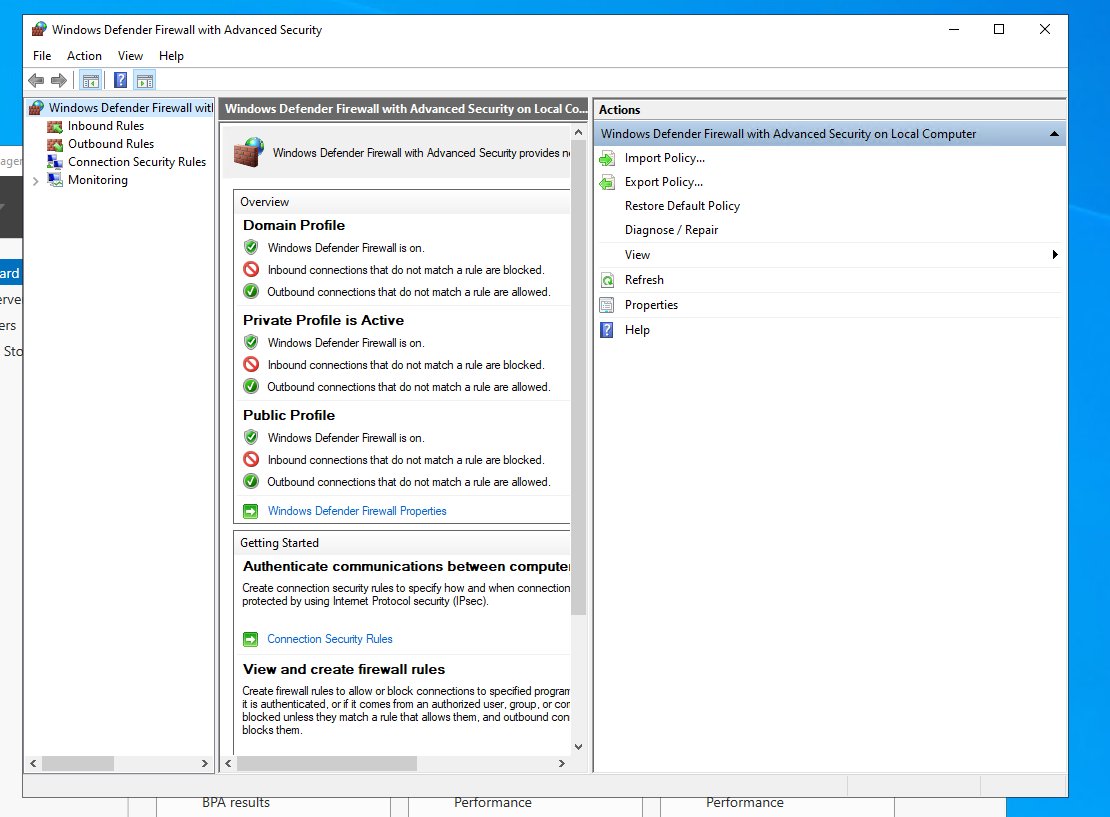 Windows Defender Firewall with Advanced Security
File Action View Help
Windows Defender Firewall with
Inbound Rules
Outbound Rules
Connection Security Rules
Monitoring
Windows Defender Firewall with Advanced Security on Local Co...
Windows Defender Firewall with Advanced Security provides ne
Overview
Domain Profile
Windows Defender Firewall is on.
Inbound connections that do not match a rule are blocked.
Outbound connections that do not match a rule are allowed.
Private Profile is Active
Windows Defender Firewall is on.
Inbound connections that do not match a rule are blocked.
Outbound connections that do not match a rule are allowed.
Public Profile
Windows Defender Firewall is on.
Inbound connections that do not match a rule are blocked.
Outbound connections that do not match a rule are allowed.
Windows Defender Firewall Properties
Getting Started
Authenticate communications between computer
Create connection security rules to specify how and when connection
protected by using Internet Protocol security (IPsec).
Connection Security Rules
View and create firewall rules
Create firewall rules to allow or block connections to specified program
it is authenticated, or if it comes from an authorized user, group, or com
blocked unless they match a rule that allows them, and outbound con
blocks them.
Actions
Windows Defender Firewall with Advanced Security on Local Computer
Import Policy...
Export Policy...
Restore Default Policy
Diagnose / Repair
View
Refresh
Properties
Help
ager
ard
erve
ers
Sto
BPA results
Performance
Performance